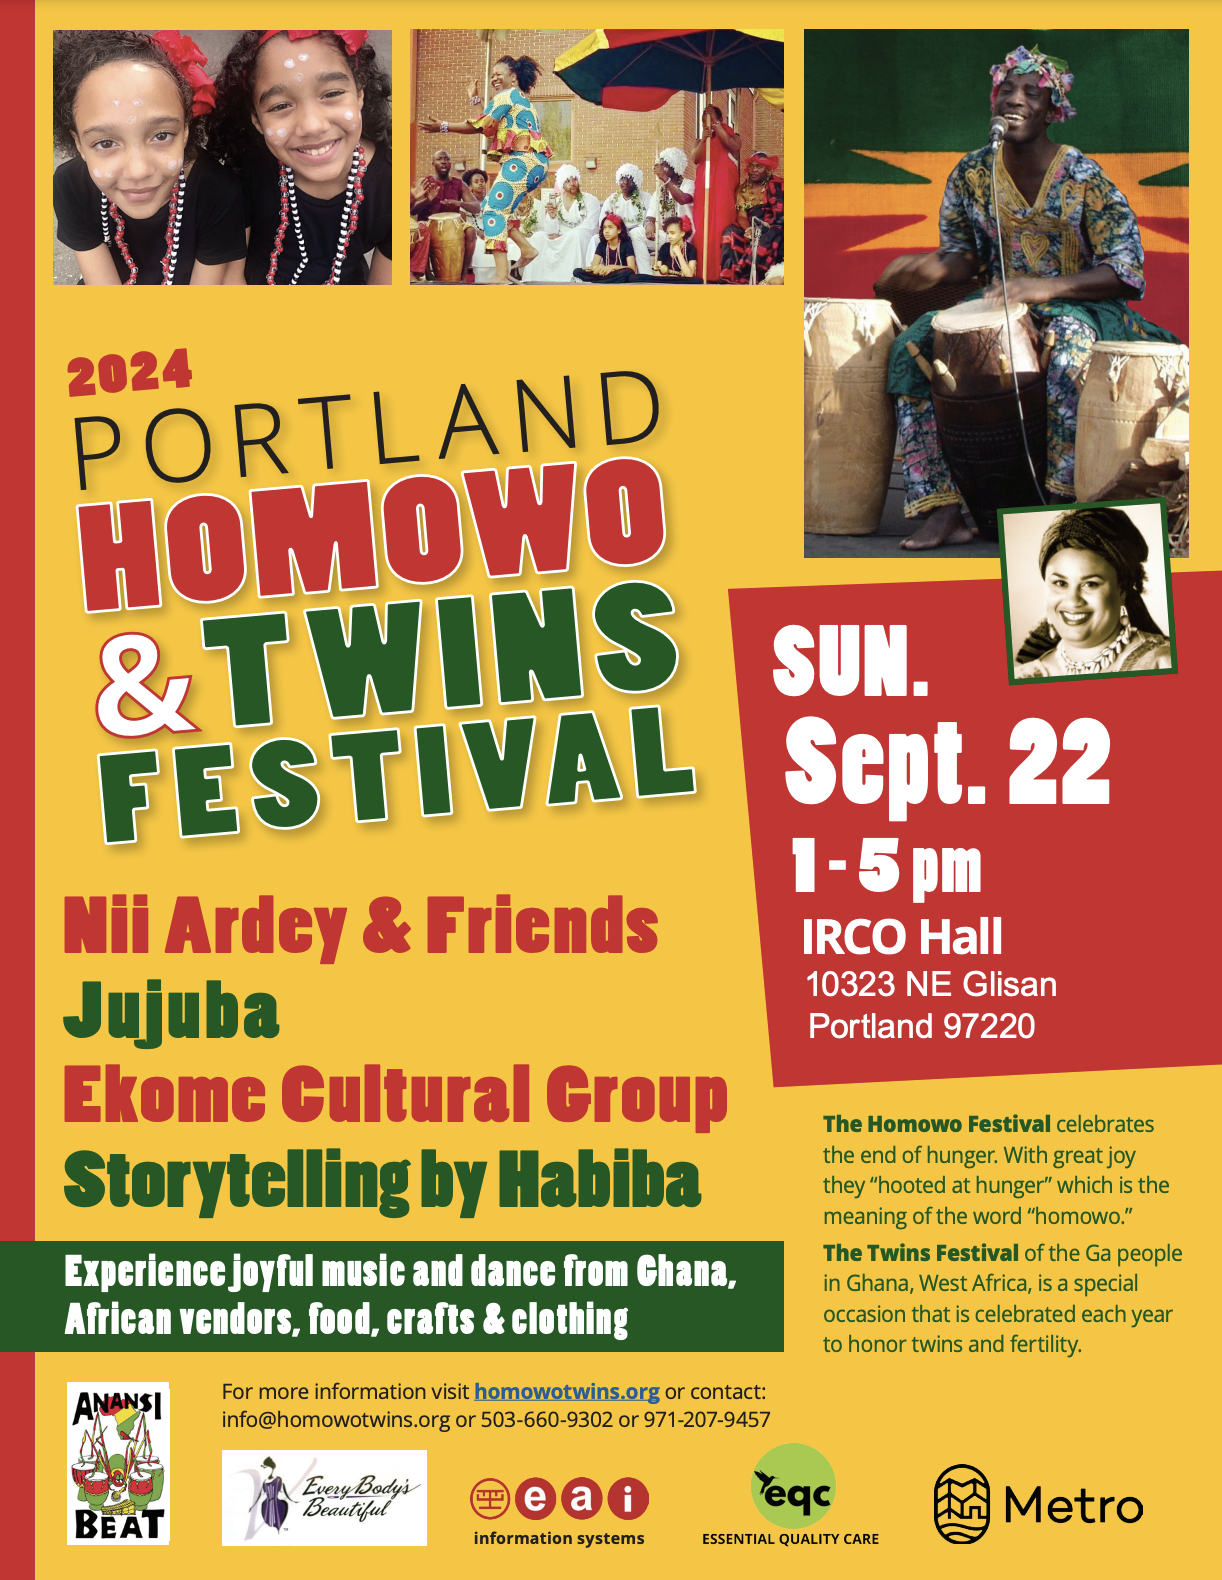 2024
PORTLAND
HOMOWO
& TWINS
FESTIVAL
SUN.
Sept. 22
1 - 5 pm
IRCO Hall
10323 NE Glisan
Portland 97220
Nii Ardey & Friends
Jujuba
Ekome Cultural Group
Storytelling by Habiba
Experience joyful music and dance from Ghana,
African vendors, food, crafts & clothing
The Homowo Festival celebrates
the end of hunger. With great joy
they “hooted at hunger” which is the
meaning of the word “homowo.”
The Twins Festival of the Ga people
in Ghana, West Africa, is a special
occasion that is celebrated each year
to honor twins and fertility.
For more information visit homowotwins.org or contact:
info@homowotwins.org or 503-660-9302 or 971-207-9457
ANANSI
BEAT
EveryBody's
Beautiful
eai
information systems
eqc
ESSENTIAL QUALITY CARE
Metro